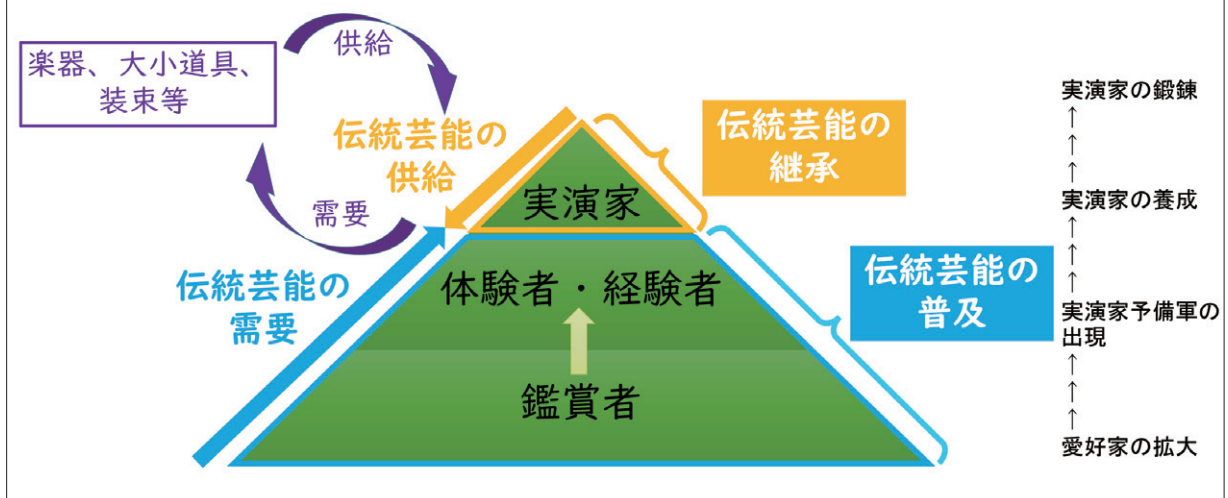 楽器、大小道具、
装束等
供給
需要
伝統芸能の
供給
伝統芸能の
需要
実演家
体験者・経験者
鑑賞者
伝統芸能の
継承
伝統芸能の
普及
実演家の鍛錬
↑
↑
↑
↑
実演家の養成
↑
↑
↑
↑
実演家予備軍の
出現
↑
↑
↑
↑
愛好家の拡大